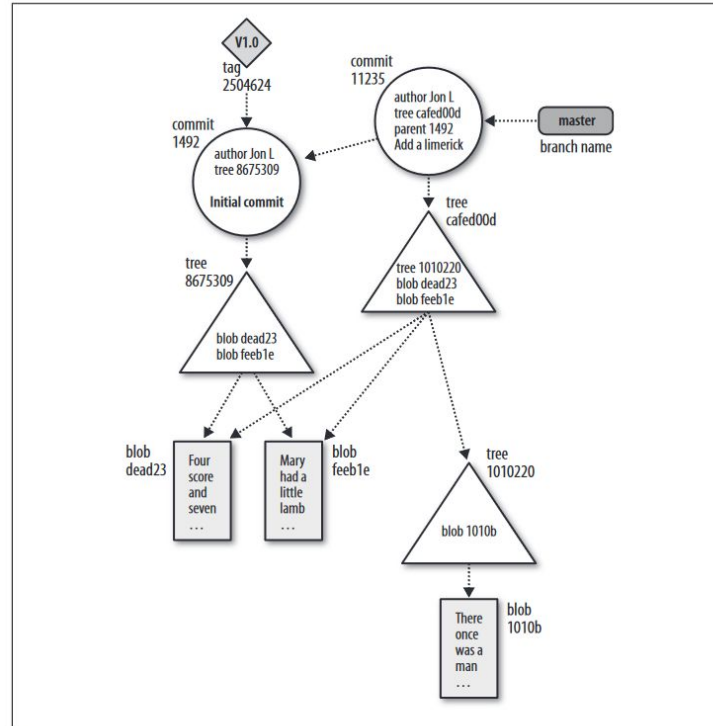 V1.0
tag
2504624
commit
1492
author Jon L
tree 8675309
Initial commit
commit
11235
author Jon L
tree cafed00d
parent 1492
Add a limerick
master
branch name
tree
8675309
blob dead23
blob feeb1e
tree
cafed00d
tree 1010220
blob dead23
blob feeb1e
blob
dead23
Four
score
and
seven
…
Mary
had a
little
lamb
…
blob
feeb1e
tree
1010220
blob 1010b
There
once
was a
man
…
blob
1010b